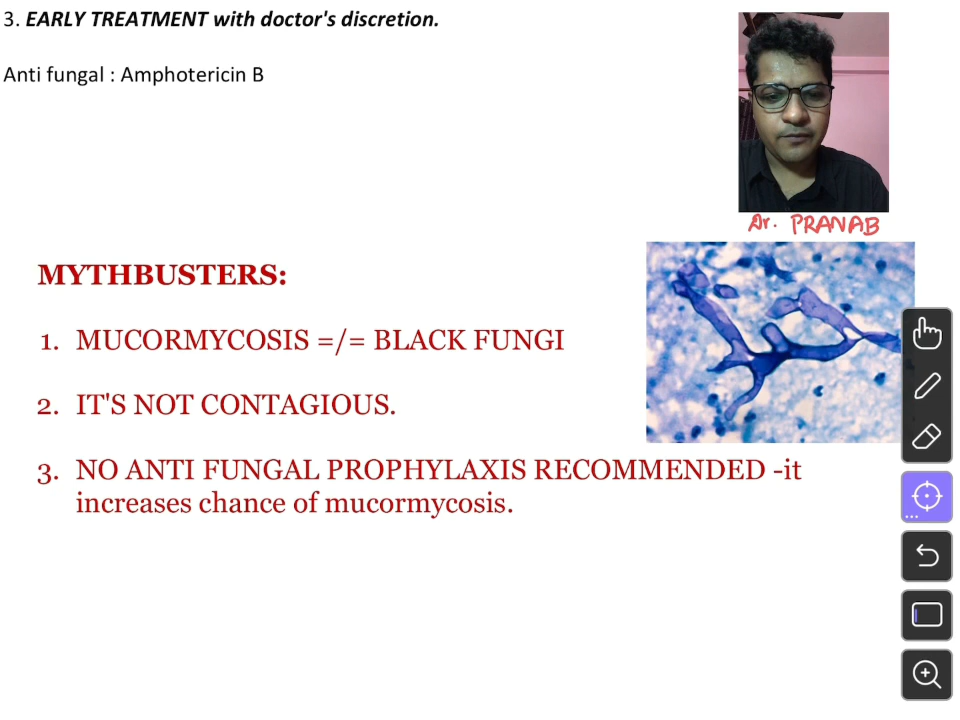 3. EARLY TREATMENT with doctor's discretion.
Anti fungal : Amphotericin B
Dr. PRANAB
MYTHBUSTERS:
1. MUCORMYCOSIS =/= BLACK FUNGI
2. IT'S NOT CONTAGIOUS.
3. NO ANTI FUNGAL PROPHYLAXIS RECOMMENDED -it
increases chance of mucormycosis.